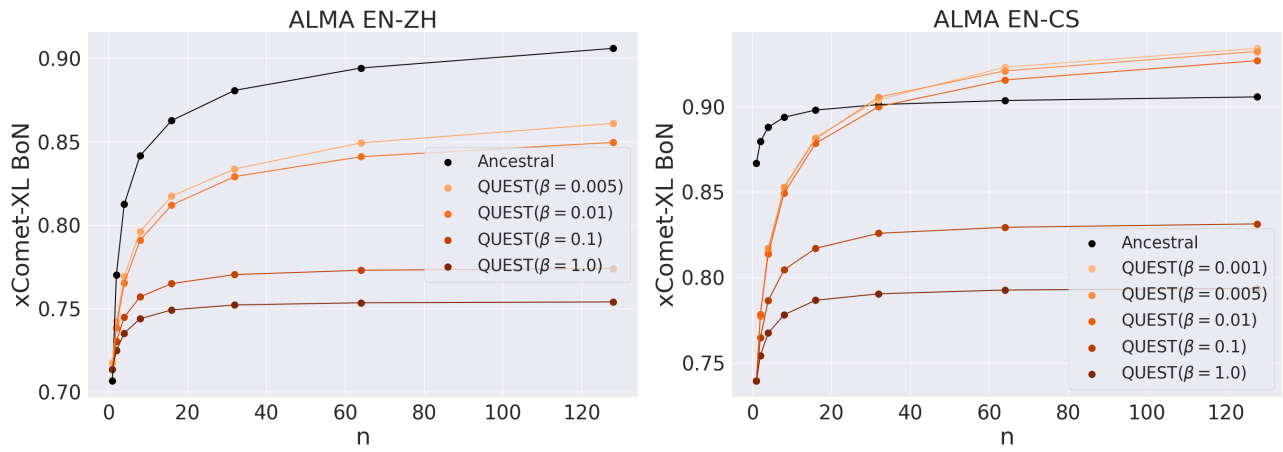 ALMA EN-ZH
xComet-XL BoN
0.90
0.85
0.80
0.75
0.70
0
20
40
60
80
100
120
n
Ancestral
QUEST(β = 0.005)
QUEST(β = 0.01)
QUEST(β = 0.1)
QUEST(β = 1.0)
ALMA EN-CS
xComet-XL BoN
0.90
0.85
0.80
0.75
0
20
40
60
80
100
120
n
Ancestral
QUEST(β = 0.001)
QUEST(β = 0.005)
QUEST(β = 0.01)
QUEST(β = 0.1)
QUEST(β = 1.0)